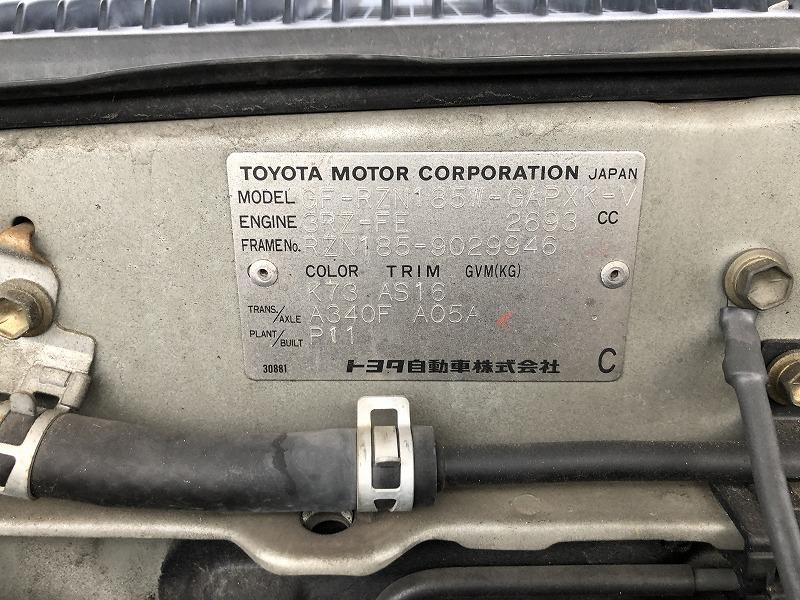 TOYOTA MOTOR CORPORATION JAPAN
MODEL GF-RZN185W-GAPXK-V
ENGINE 3RZ-FE 2693 CC
FRAME No. RZN185-9029946
COLOR TRIM GVM(KG)
K73 AS16
TRANS./AXLE A340F A05A
PLANT/BUILT P11
30881 トヨタ自動車株式会社 C